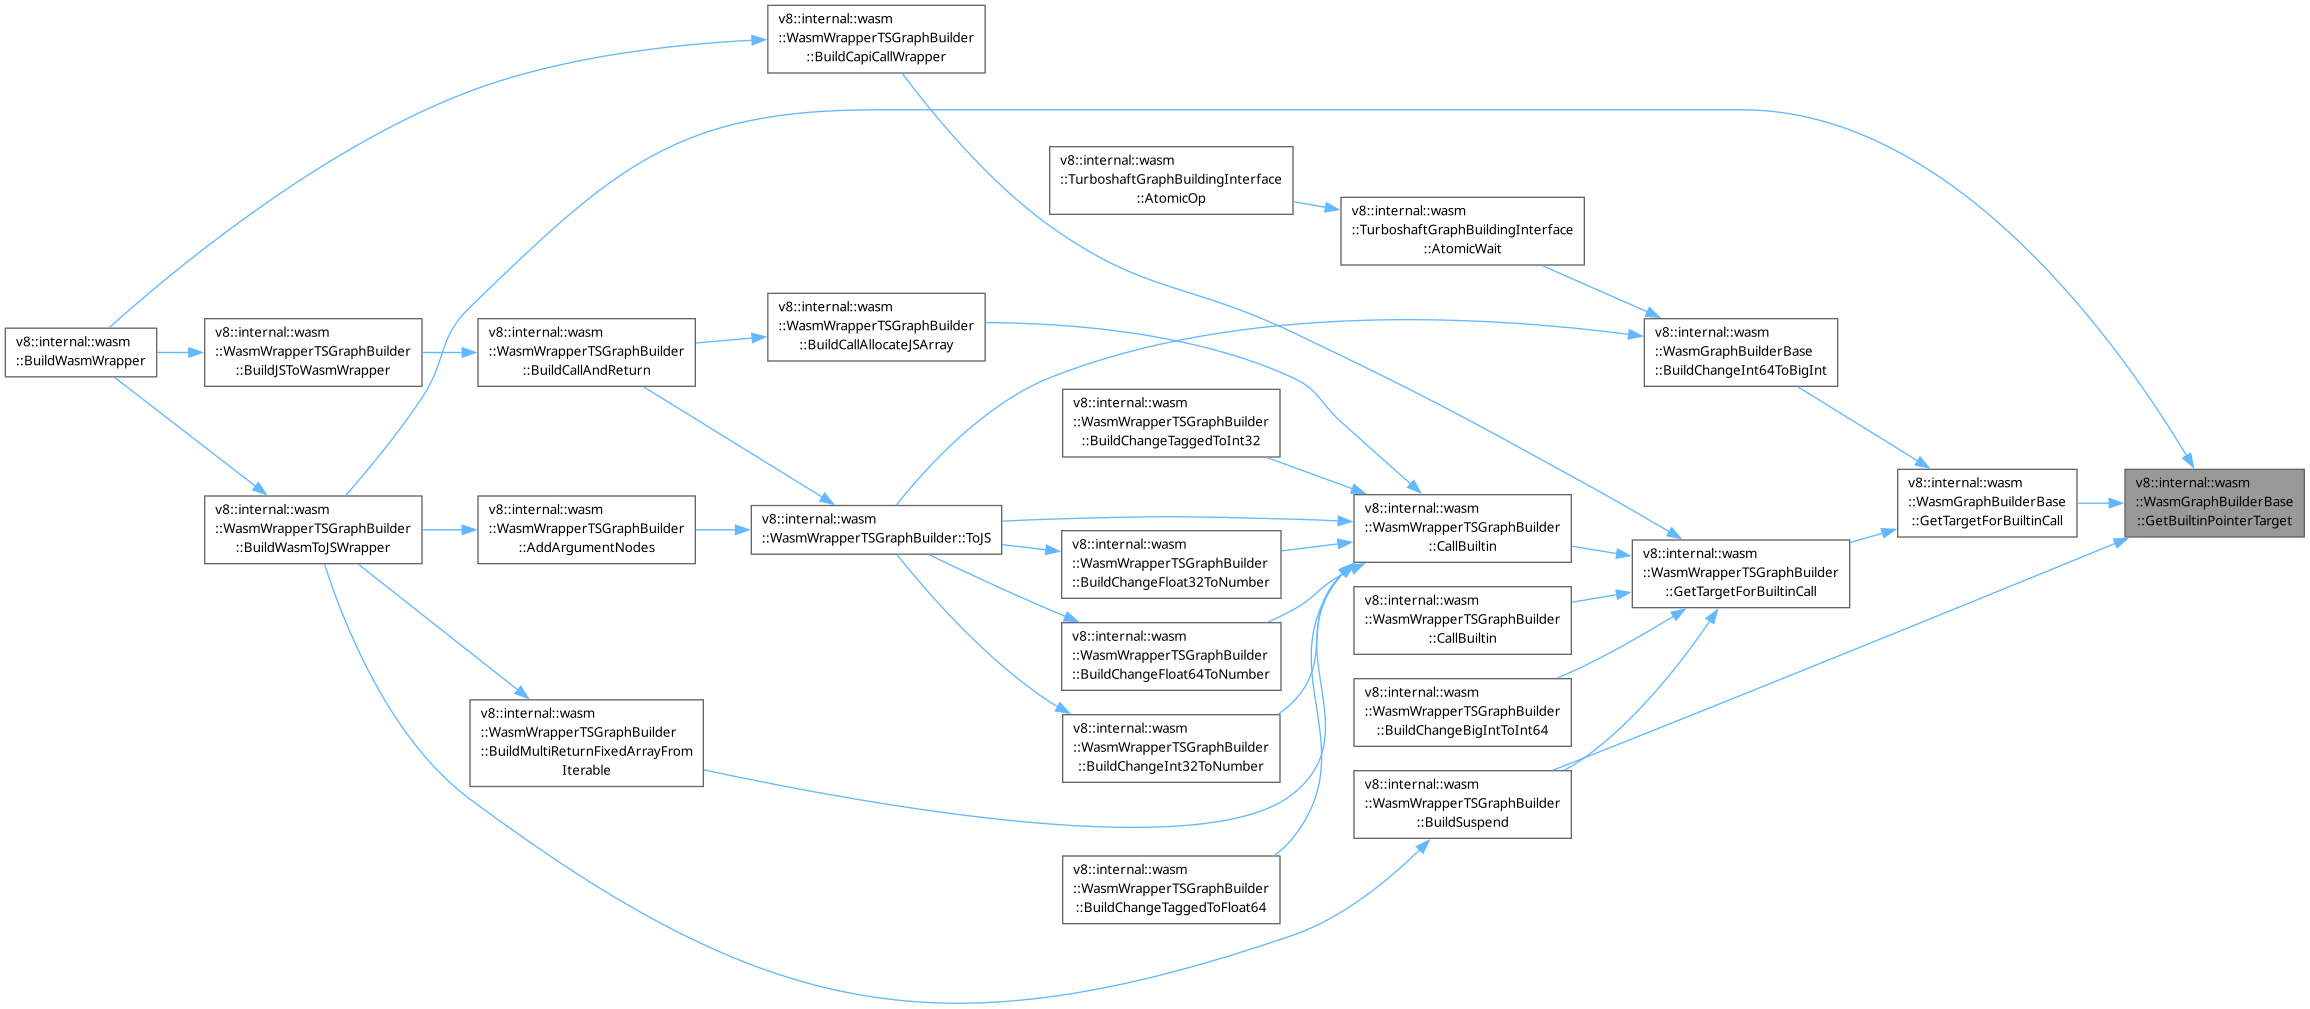 v8::internal::wasm
::WasmWrapperTSGraphBuilder
::BuildCapiCallWrapper
v8::internal::wasm
::TurboshaftGraphBuildingInterface
::AtomicOp
v8::internal::wasm
::TurboshaftGraphBuildingInterface
::AtomicWait
v8::internal::wasm
::BuildWasmWrapper
v8::internal::wasm
::WasmWrapperTSGraphBuilder
::BuildJSToWasmWrapper
v8::internal::wasm
::WasmWrapperTSGraphBuilder
::BuildCallAndReturn
v8::internal::wasm
::WasmWrapperTSGraphBuilder
::BuildCallAllocateJSArray
v8::internal::wasm
::WasmGraphBuilderBase
::BuildChangeInt64ToBigInt
v8::internal::wasm
::WasmWrapperTSGraphBuilder
::BuildChangeTaggedToInt32
v8::internal::wasm
::WasmWrapperTSGraphBuilder
::BuildWasmToJSWrapper
v8::internal::wasm
::WasmWrapperTSGraphBuilder
::AddArgumentNodes
v8::internal::wasm
::WasmWrapperTSGraphBuilder::ToJS
v8::internal::wasm
::WasmWrapperTSGraphBuilder
::CallBuiltin
v8::internal::wasm
::WasmGraphBuilderBase
::GetTargetForBuiltinCall
v8::internal::wasm
::WasmGraphBuilderBase
::GetBuiltinPointerTarget
v8::internal::wasm
::WasmWrapperTSGraphBuilder
::BuildChangeFloat32ToNumber
v8::internal::wasm
::WasmWrapperTSGraphBuilder
::GetTargetForBuiltinCall
v8::internal::wasm
::WasmWrapperTSGraphBuilder
::CallBuiltin
v8::internal::wasm
::WasmWrapperTSGraphBuilder
::BuildChangeFloat64ToNumber
v8::internal::wasm
::WasmWrapperTSGraphBuilder
::BuildChangeBigIntToInt64
v8::internal::wasm
::WasmWrapperTSGraphBuilder
::BuildMultiReturnFixedArrayFrom
Iterable
v8::internal::wasm
::WasmWrapperTSGraphBuilder
::BuildChangeInt32ToNumber
v8::internal::wasm
::WasmWrapperTSGraphBuilder
::BuildSuspend
v8::internal::wasm
::WasmWrapperTSGraphBuilder
::BuildChangeTaggedToFloat64